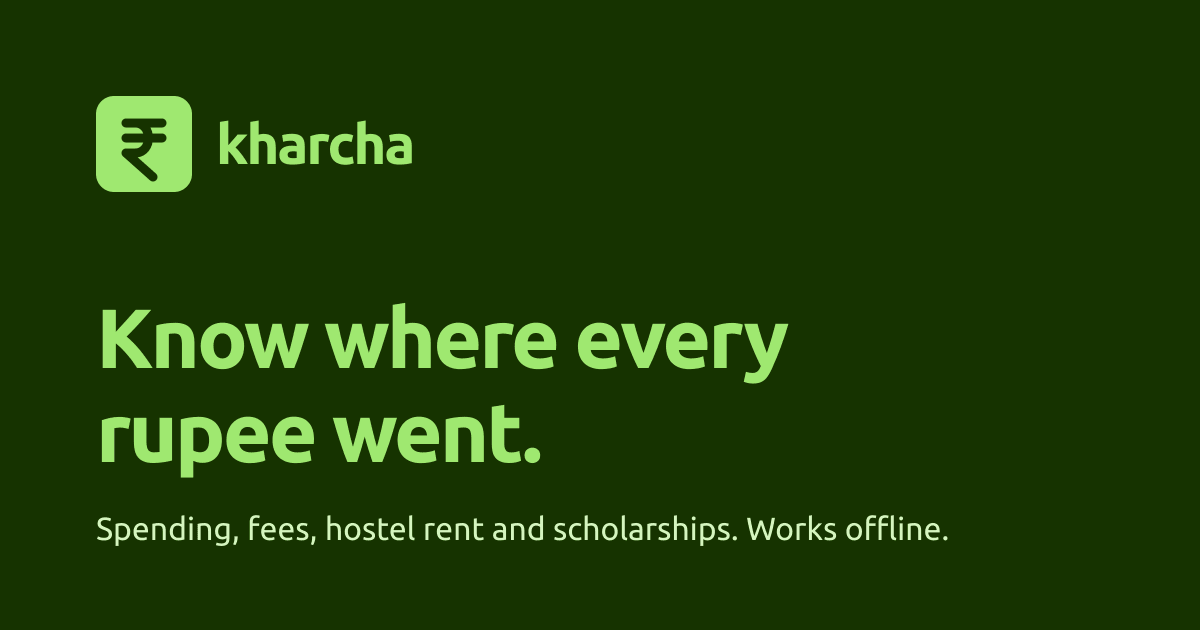 ₹ kharcha
Know where every
rupee went.
Spending, fees, hostel rent and scholarships. Works offline.